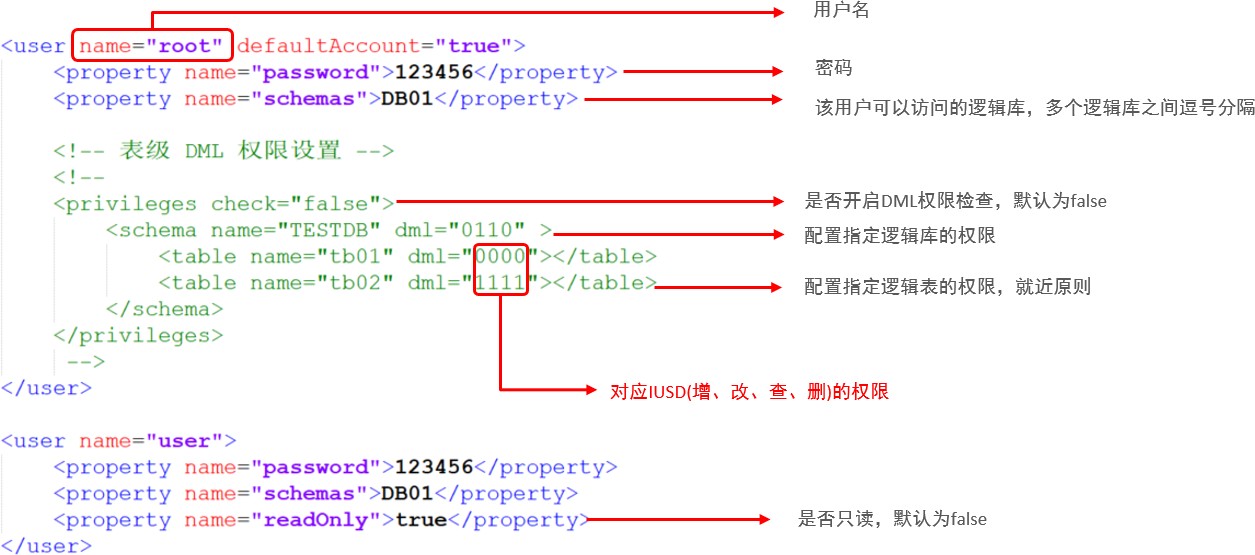 用户名
<user name="root" defaultAccount="true">
<property name="password">123456</property>
密码
<property name="schemas">DB01</property>
该用户可以访问的逻辑库，多个逻辑库之间逗号分隔
<!-- 表级 DML 权限设置 -->
<!--
<privileges check="false">
是否开启DML权限检查，默认为false
<schema name="TESTDB" dml="0110" >
配置指定逻辑库的权限
<table name="tb01" dml="0000"></table>
<table name="tb02" dml="1111"></table>
配置指定逻辑表的权限，就近原则
</schema>
</privileges>
-->
</user>
对应IUSD(增、改、查、删)的权限
<user name="user">
<property name="password">123456</property>
<property name="schemas">DB01</property>
<property name="readOnly">true</property>
是否只读，默认为false
</user>